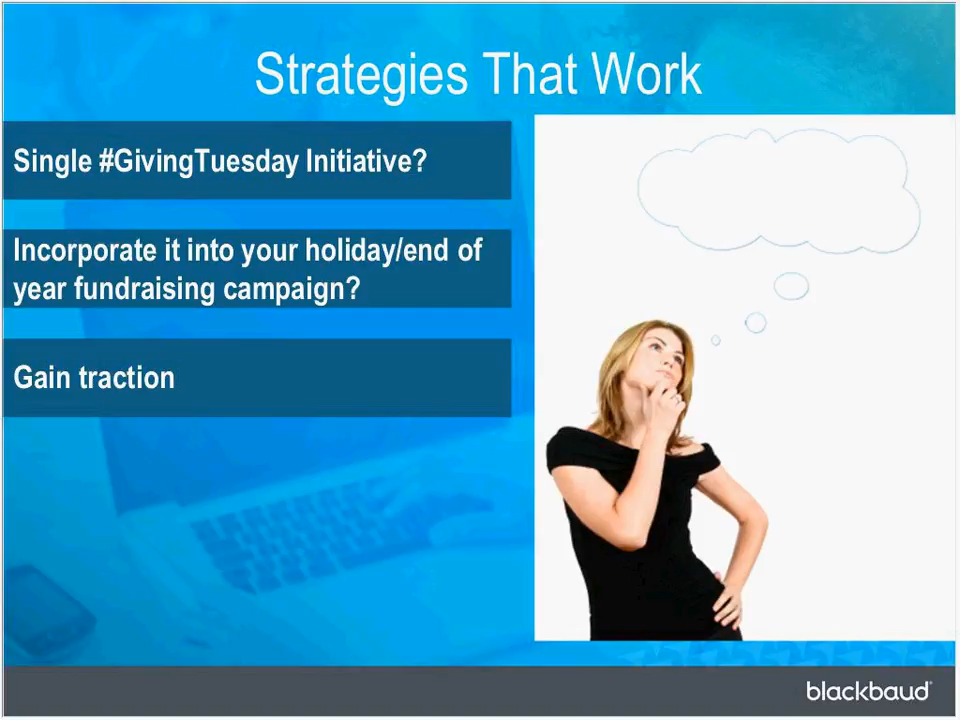 Strategies That Work
Single #GivingTuesday Initiative?
Incorporate it into your holiday/end of
year fundraising campaign?
Gain traction
blackbaud®